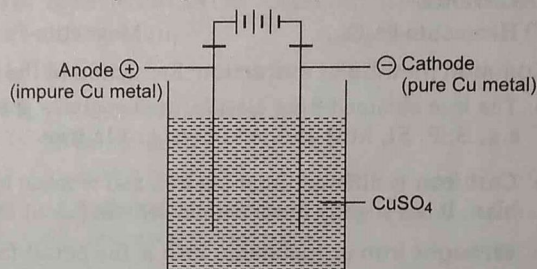 Anode ⊕
(impure Cu metal)
⊖ Cathode
(pure Cu metal)
CuSO₄